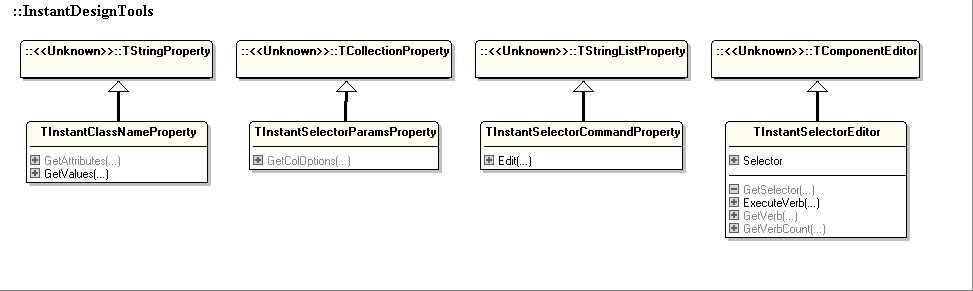 ::InstantDesignTools
::<<Unknown>>::TStringProperty
::<<Unknown>>::TCollectionProperty
::<<Unknown>>::TStringListProperty
::<<Unknown>>::TComponentEditor
TInstantClassNameProperty
GetAttributes(...)
GetValues(...)
TInstantSelectorParamsProperty
GetColOptions(...)
TInstantSelectorCommandProperty
Edit(...)
TInstantSelectorEditor
Selector
GetSelector(...)
ExecuteVerb(...)
GetVerb(...)
GetVerbCount(...)